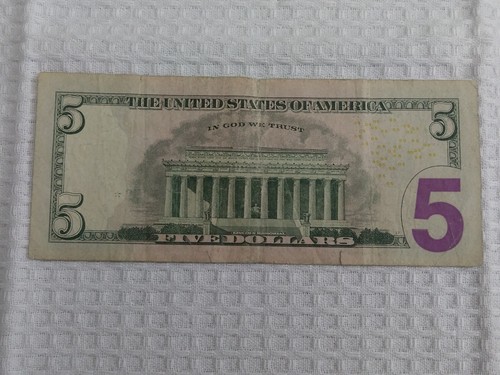 5 THE UNITED STATES OF AMERICA 5
IN GOD WE TRUST
5 FIVE DOLLARS 5